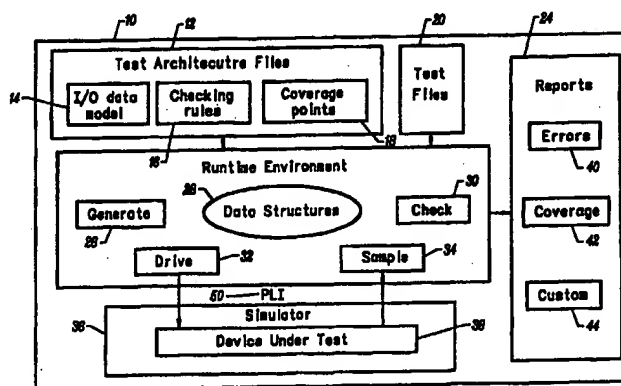 10
12
20
24
Test Architecutre Files
14
I/O data model
Checking rules
Coverage points
16
18
Test Files
Reports
Errors
40
Coverage
42
Custom
44
Runtime Environment
28
Data Structures
30
Check
Generate
26
Drive
32
Sample
34
50 PLI
Simulator
36
Device Under Test
38